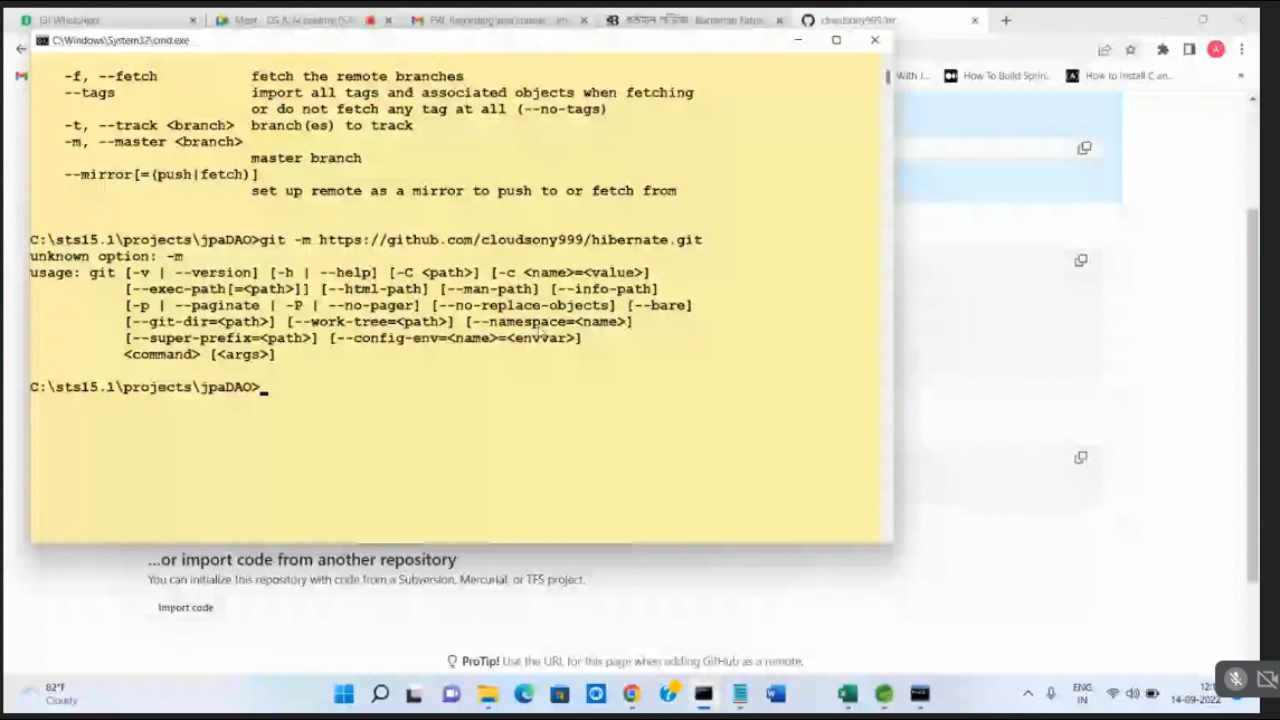 C:\Windows\System32\cmd.exe
cloudsony999/
With J...
How To Build Sprin...
How to Install C an...
-f, --fetch fetch the remote branches
--tags import all tags and associated objects when fetching
or do not fetch any tag at all (--no-tags)
-t, --track <branch> branch(es) to track
-m, --master <branch>
master branch
--mirror[=(push|fetch)]
set up remote as a mirror to push to or fetch from
C:\sts15.1\projects\jpaDAO>git -m https://github.com/cloudsony999/hibernate.git
unknown option: -m
usage: git [-v | --version] [-h | --help] [-C <path>] [-c <name>=<value>]
[--exec-path[=<path>]] [--html-path] [--man-path] [--info-path]
[-p | --paginate | -P | --no-pager] [--no-replace-objects] [--bare]
[--git-dir=<path>] [--work-tree=<path>] [--namespace=<name>]
[--super-prefix=<path>] [--config-env=<name>=<envvar>]
<command> [<args>]
C:\sts15.1\projects\jpaDAO>
...or import code from another repository
You can initialize this repository with code from a Subversion, Mercurial, or TFS project.
Import code
ProTip! Use the URL for this page when adding GitHub as a remote.
82°F
Cloudy
ENG
IN
14-09-2022